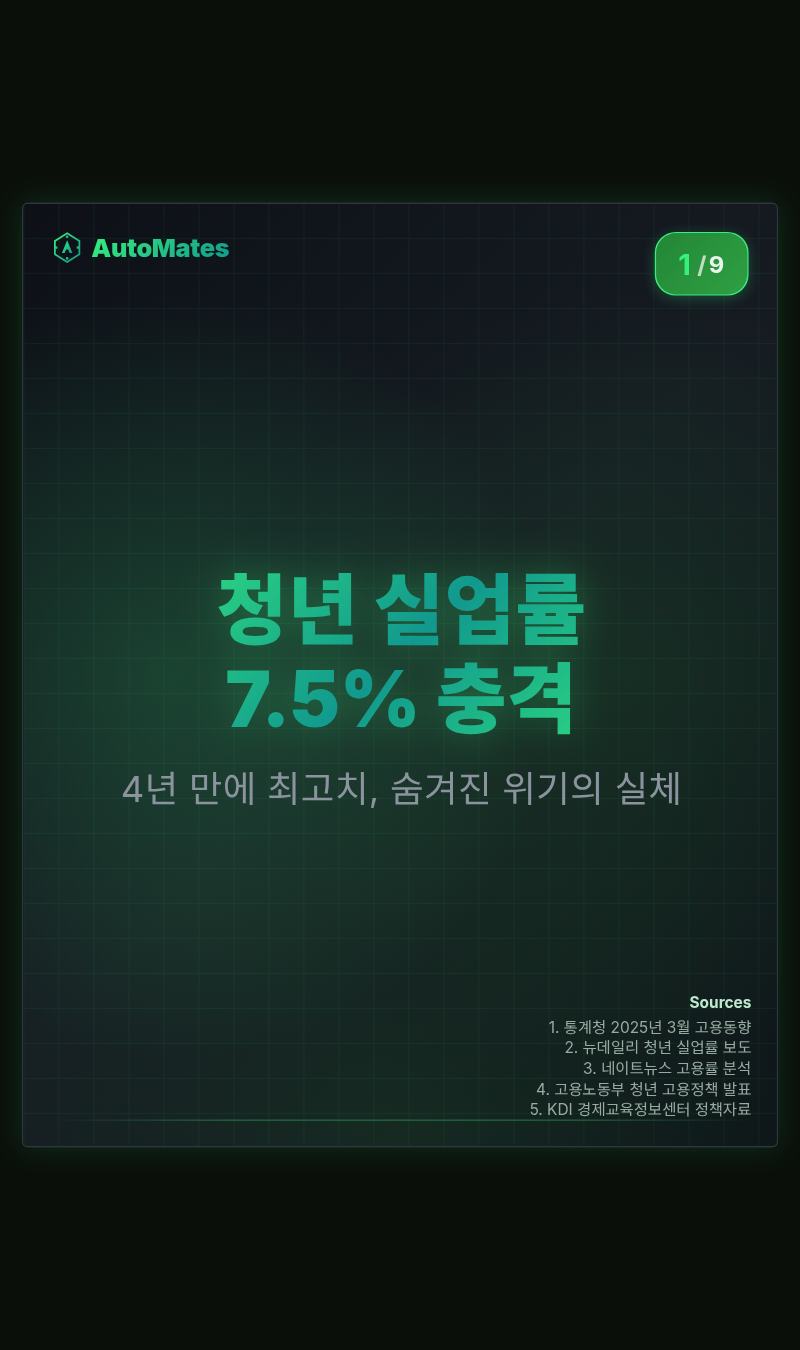 AutoMates
1/9
청년 실업률
7.5% 충격
4년 만에 최고치, 숨겨진 위기의 실체
Sources
1. 통계청 2025년 3월 고용동향
2. 뉴데일리 청년 실업률 보도
3. 네이트뉴스 고용률 분석
4. 고용노동부 청년 고용정책 발표
5. KDI 경제교육정보센터 정책자료